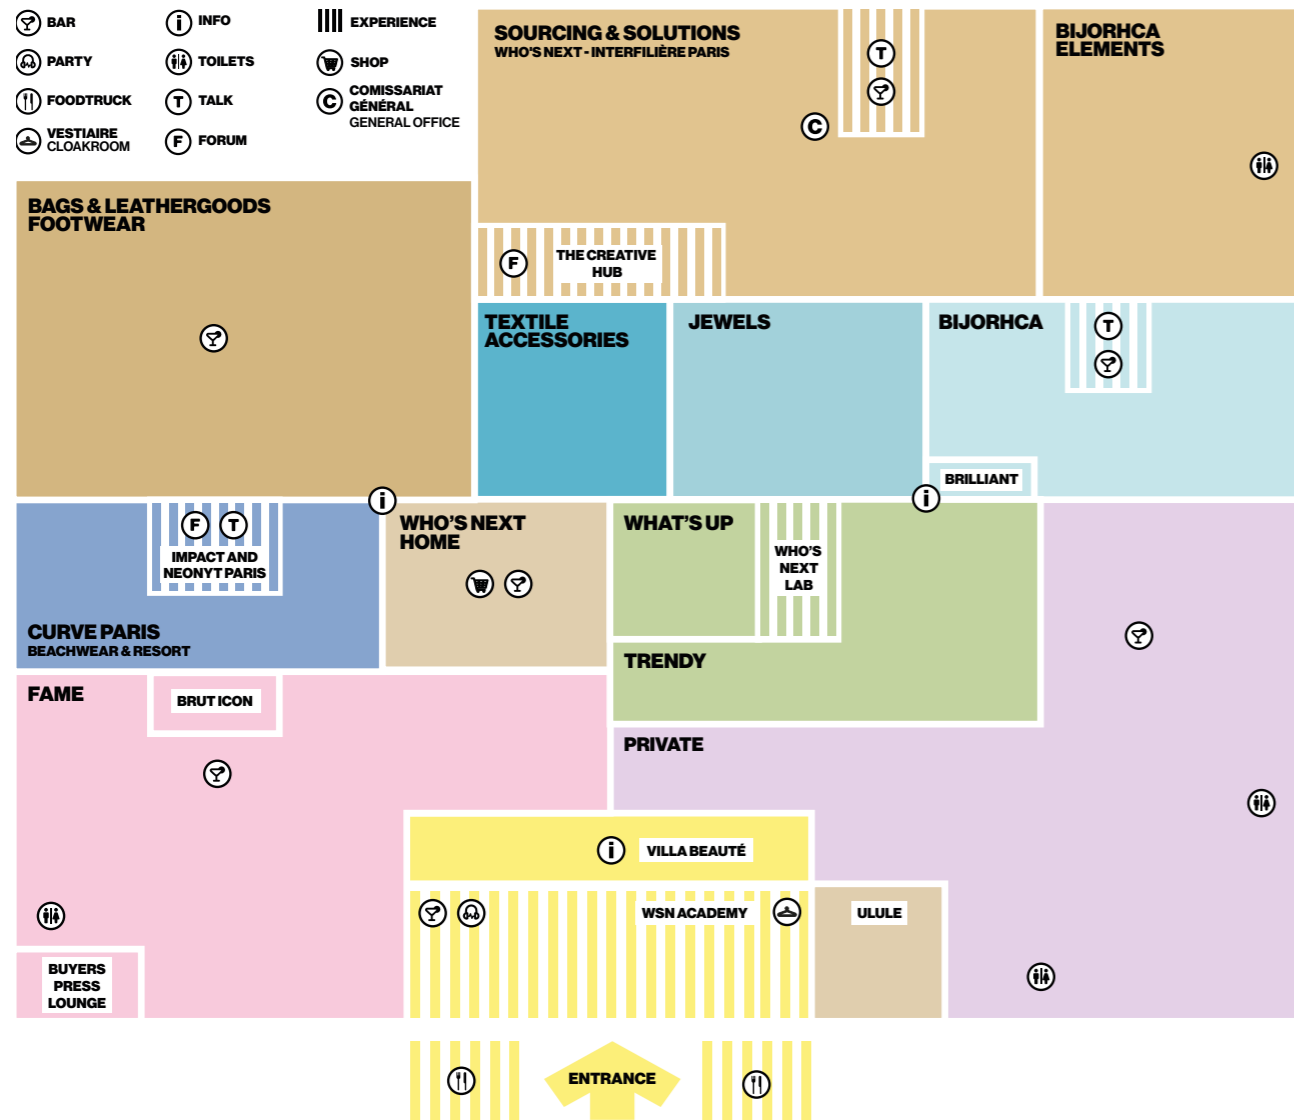 BAR
PARTY
FOODTRUCK
VESTIAIRE
CLOAKROOM
i
INFO
TOILETS
T
TALK
F
FORUM
EXPERIENCE
SHOP
C
COMISSARIAT
GÉNÉRAL
GENERAL OFFICE
SOURCING & SOLUTIONS
WHO'S NEXT - INTERFILIÈRE PARIS
T
C
BIJORHCA
ELEMENTS
BAGS & LEATHERGOODS
FOOTWEAR
F
THE CREATIVE
HUB
TEXTILE
ACCESSORIES
JEWELS
BIJORHCA
T
BRILLIANT
i
i
F
T
IMPACT AND
NEONYT PARIS
CURVE PARIS
BEACHWEAR & RESORT
WHO'S NEXT
HOME
WHAT'S UP
WHO'S
NEXT
LAB
TRENDY
FAME
BRUT ICON
PRIVATE
i
VILLA BEAUTÉ
WSN ACADEMY
ULULE
BUYERS
PRESS
LOUNGE
ENTRANCE